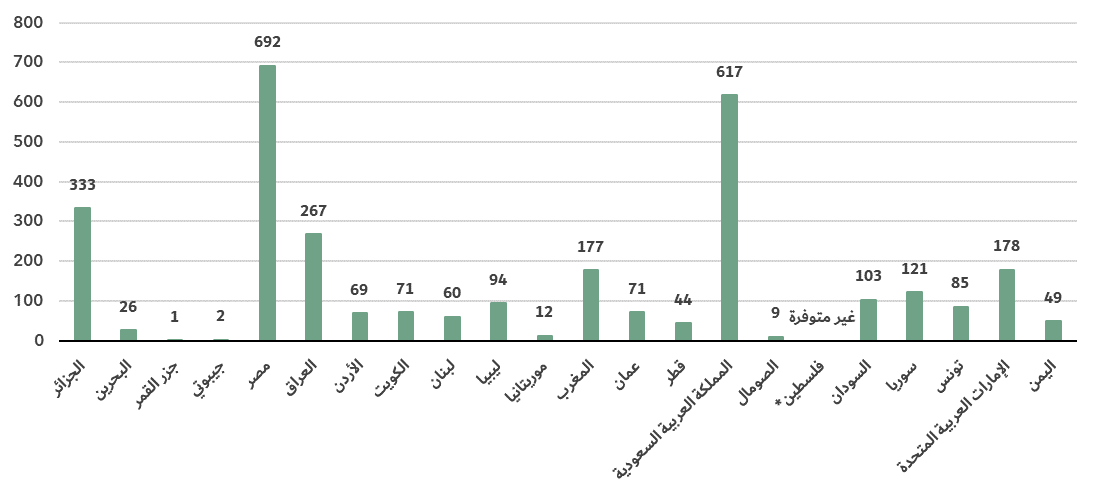 800
700
600
500
400
300
200
100
0
333
26
1
2
692
267
69
71
60
94
12
177
71
44
617
9
غير متوفرة
103
121
85
178
49
الجزائر
البحرين
جزر القمر
جيبوتي
مصر
العراق
الأردن
الكويت
لبنان
ليبيا
موريتانيا
المغرب
عمان
قطر
المملكة العربية السعودية
الصومال
فلسطين*
السودان
سوريا
تونس
الإمارات العربية المتحدة
اليمن